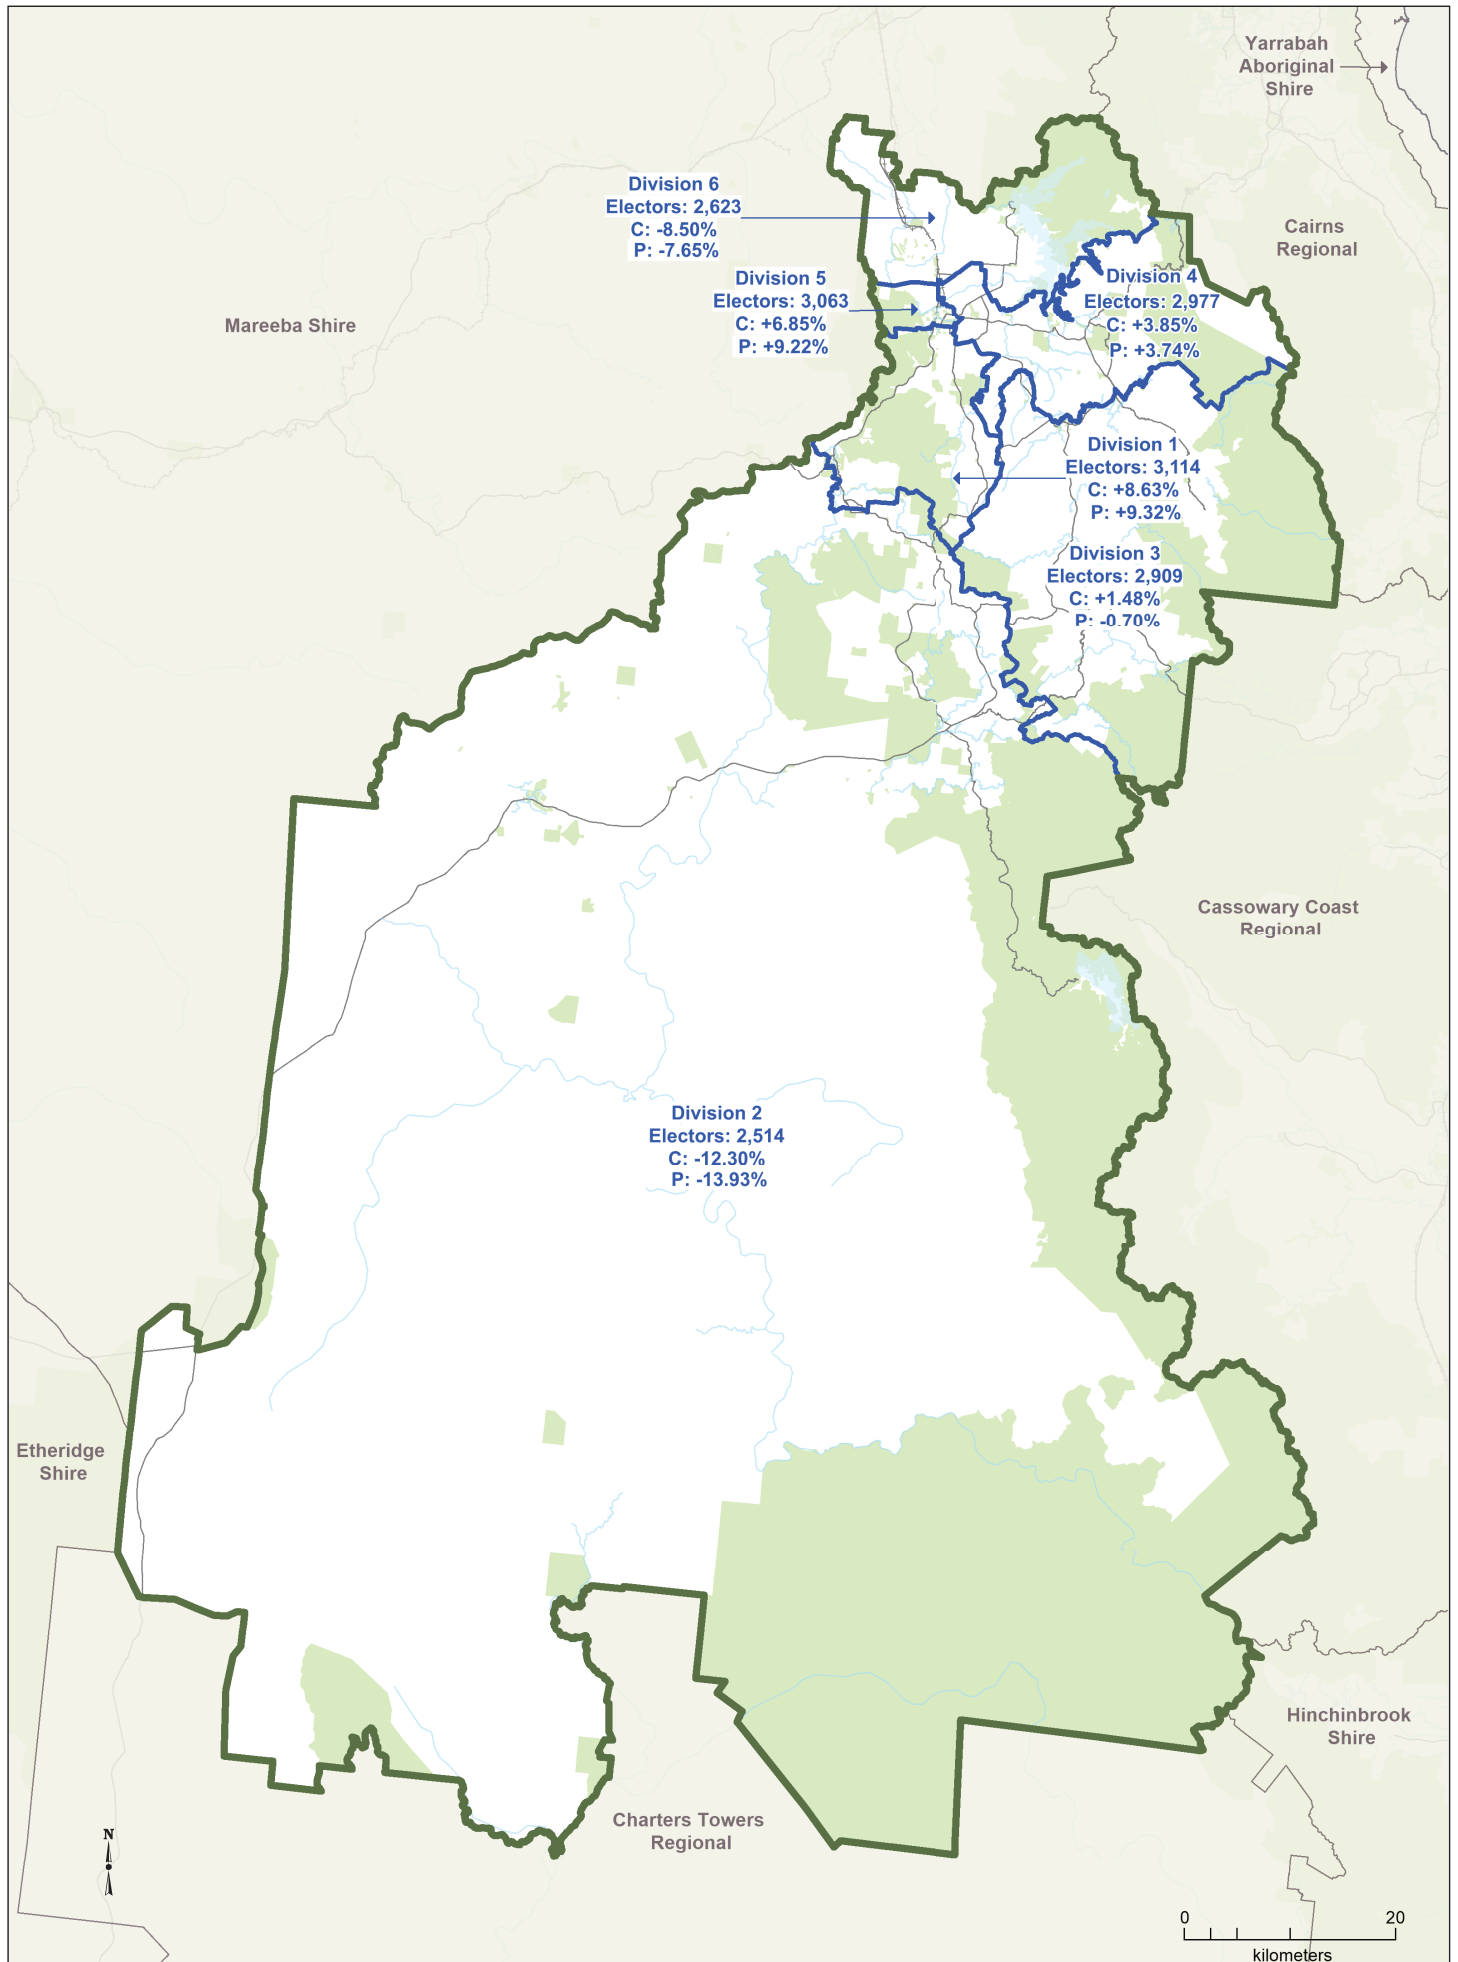 Yarrabah
Aboriginal
Shire
Division 6
Electors: 2,623
C: -8.50%
P: -7.65%
Cairns
Regional
Division 5
Electors: 3,063
C: +6.85%
P: +9.22%
Division 4
Electors: 2,977
C: +3.85%
P: +3.74%
Mareeba Shire
Division 1
Electors: 3,114
C: +8.63%
P: +9.32%
Division 3
Electors: 2,909
C: +1.48%
P: -0.70%
Cassowary Coast
Regional
Division 2
Electors: 2,514
C: -12.30%
P: -13.93%
Etheridge
Shire
Hinchinbrook
Shire
Charters Towers
Regional
N
0 20
kilometers